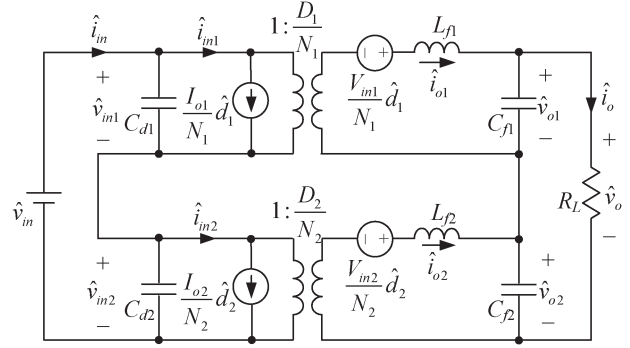 î_in
î_in1
1:D_1/N_1
L_f1
V_in1/N_1 d̂_1
î_o1
î_o
+
v̂_in1
−
C_d1
I_o1/N_1 d̂_1
C_f1
+
v̂_o1
−
v̂_in
R_L
+
v̂_o
−
î_in2
1:D_2/N_2
L_f2
V_in2/N_2 d̂_2
î_o2
+
v̂_in2
−
C_d2
I_o2/N_2 d̂_2
C_f2
+
v̂_o2
−